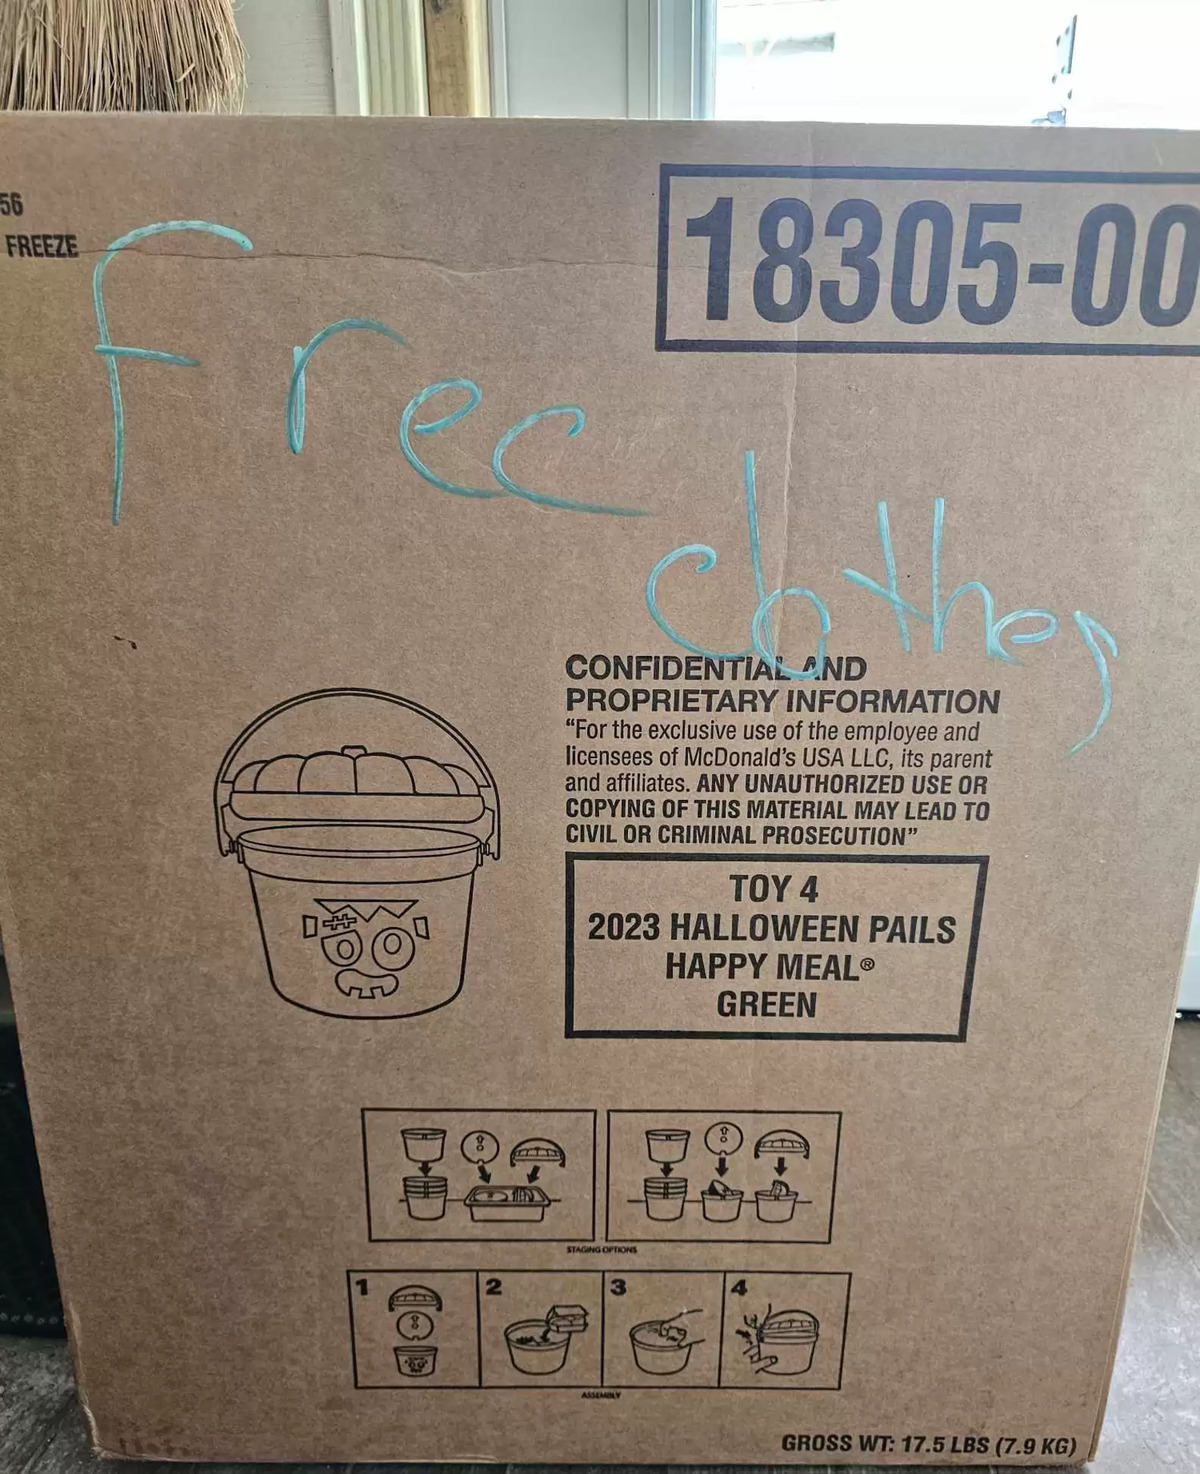 56
FREEZE
18305-00
Free
clothes
CONFIDENTIAL AND
PROPRIETARY INFORMATION
“For the exclusive use of the employee and
licensees of McDonald's USA LLC, its parent
and affiliates. ANY UNAUTHORIZED USE OR
COPYING OF THIS MATERIAL MAY LEAD TO
CIVIL OR CRIMINAL PROSECUTION”
TOY 4
2023 HALLOWEEN PAILS
HAPPY MEAL®
GREEN
STAGING OPTIONS
1 2 3 4
ASSEMBLY
GROSS WT: 17.5 LBS (7.9 KG)